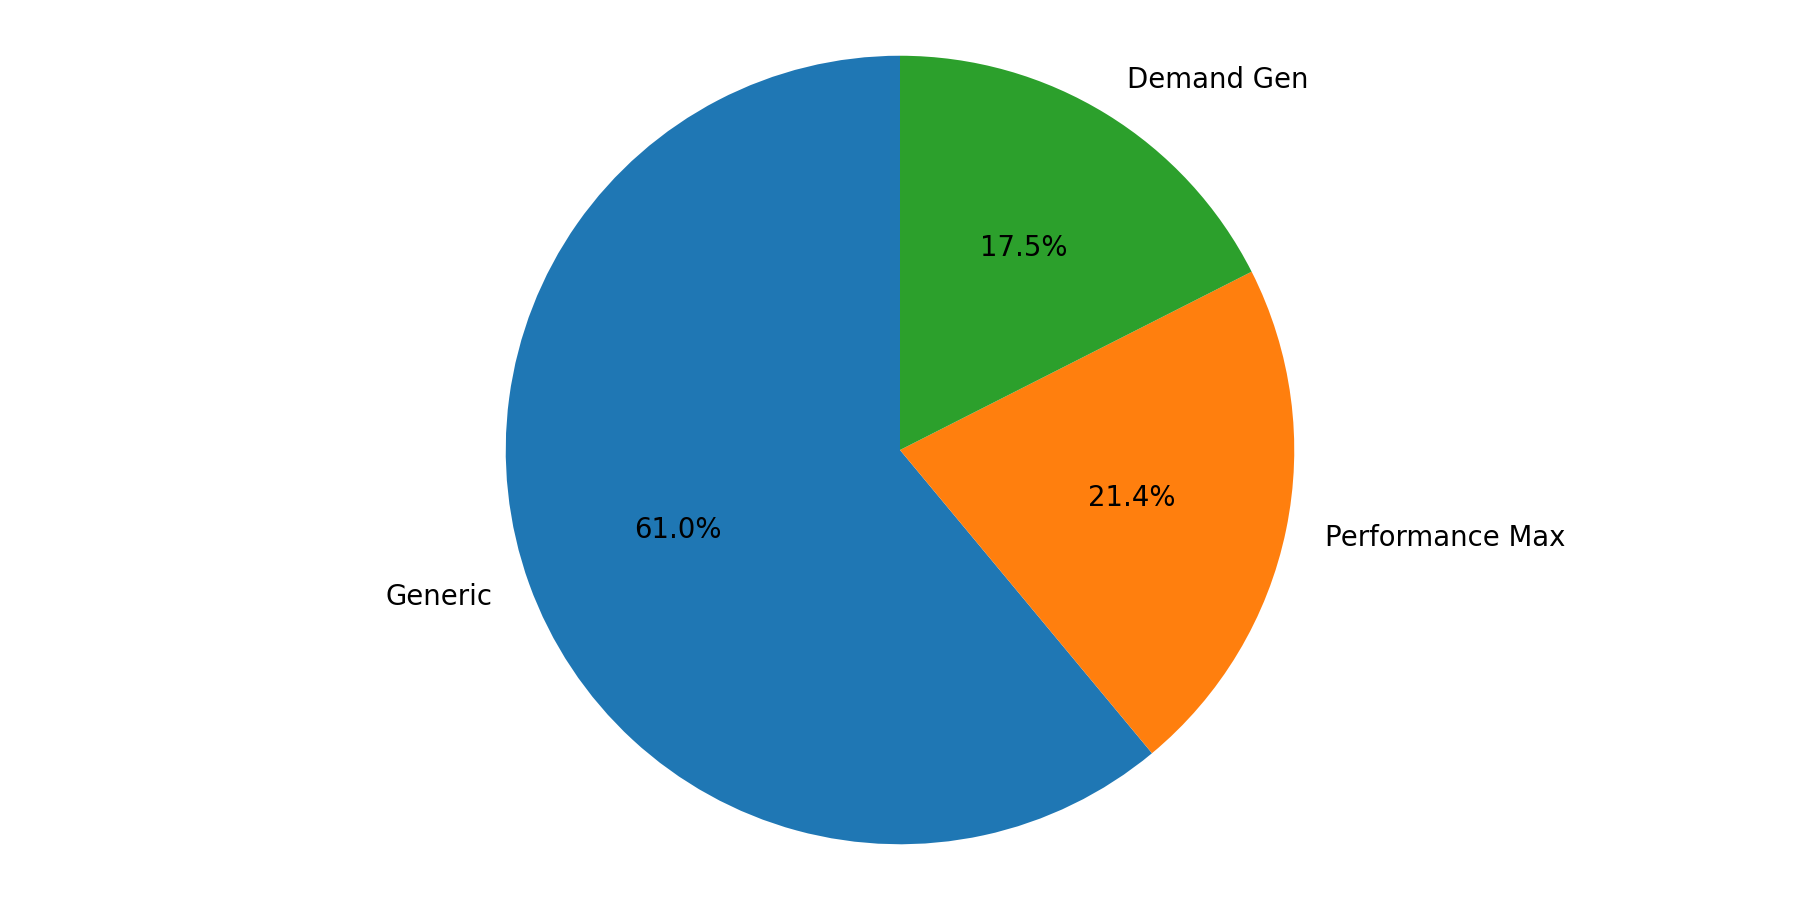 Demand Gen
17.5%
21.4%
Performance Max
61.0%
Generic